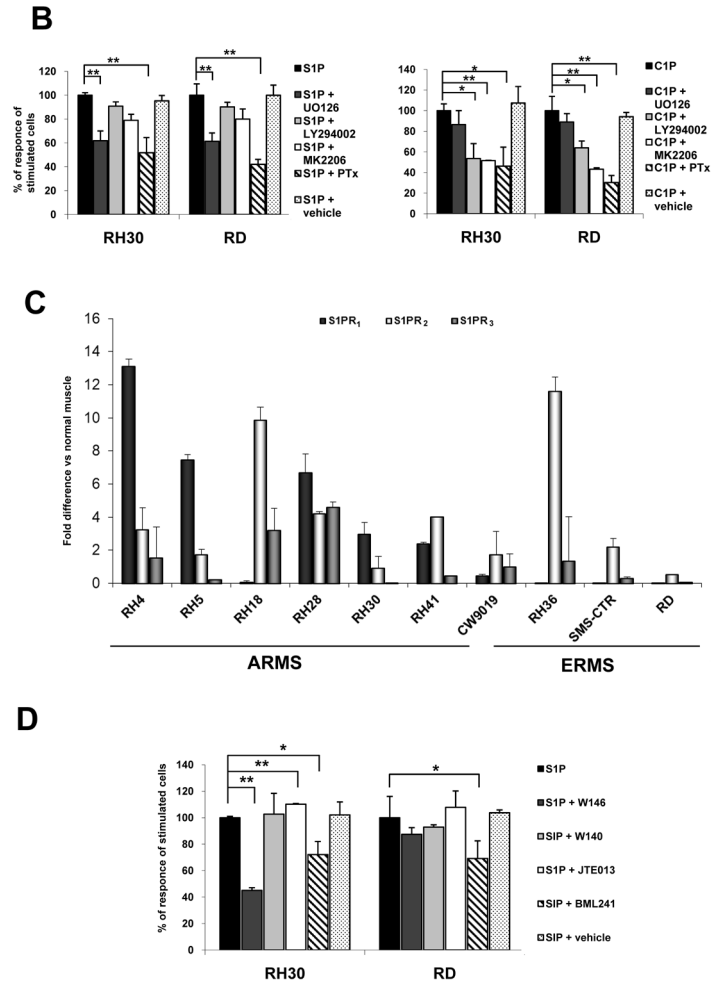 B
% of responce of
stimulated cells
120
100
80
60
40
20
0
**
**
**
**
RH30
RD
S1P
S1P +
UO126
S1P +
LY294002
S1P +
MK2206
S1P + PTx
S1P +
vehicle
140
120
100
80
60
40
20
0
*
**
*
**
**
*
RH30
RD
C1P
C1P +
UO126
C1P +
LY294002
C1P +
MK2206
C1P + PTx
C1P +
vehicle
C
Fold difference vs normal muscle
16
14
12
10
8
6
4
2
0
S1PR1 S1PR2 S1PR3
RH4 RH5 RH18 RH28 RH30 RH41 CW9019 RH36 SMS-CTR RD
ARMS ERMS
D
% of responce of stimulated cells
140
120
100
80
60
40
20
0
*
**
**
*
RH30
RD
S1P
S1P + W146
SIP + W140
S1P + JTE013
SIP + BML241
SIP + vehicle